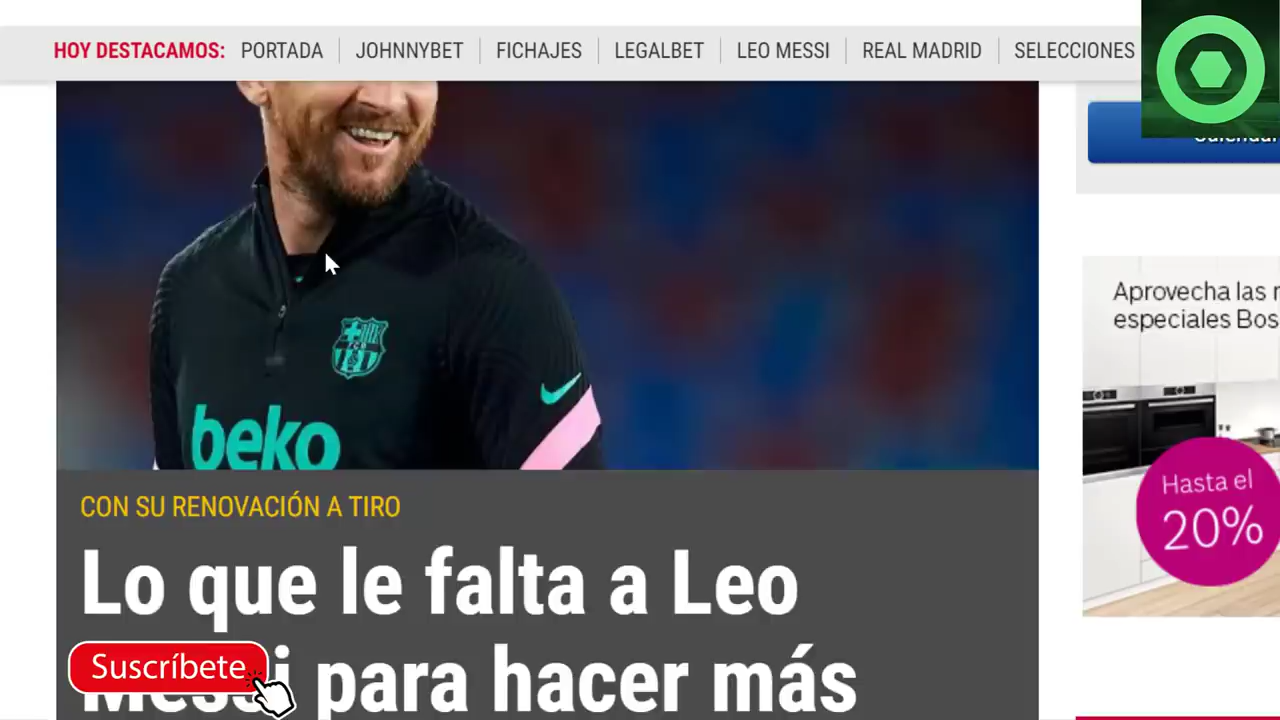 HOY DESTACAMOS: PORTADA JOHNNYBET FICHAJES LEGALBET LEO MESSI REAL MADRID SELECCIONES
FCB
beko
Aprovecha las
especiales Bos
Hasta el
20%
CON SU RENOVACIÓN A TIRO
Lo que le falta a Leo
para hacer más
Suscríbete